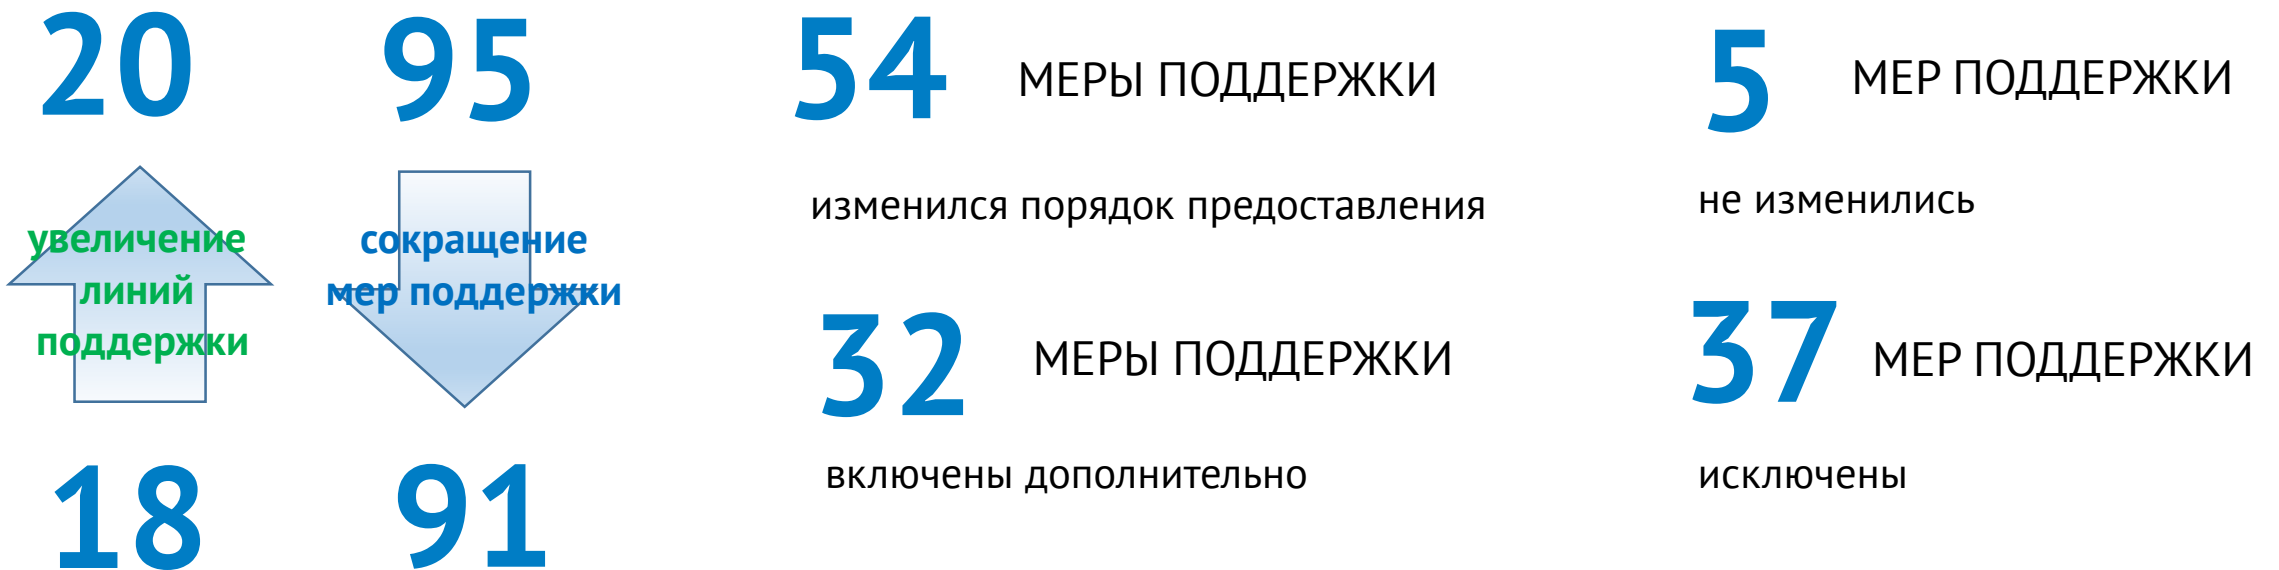 20
увеличение
линий
поддержки
18
95
сокращение
мер поддержки
91
54 МЕРЫ ПОДДЕРЖКИ
изменился порядок предоставления
32 МЕРЫ ПОДДЕРЖКИ
включены дополнительно
5 МЕР ПОДДЕРЖКИ
не изменились
37 МЕР ПОДДЕРЖКИ
исключены